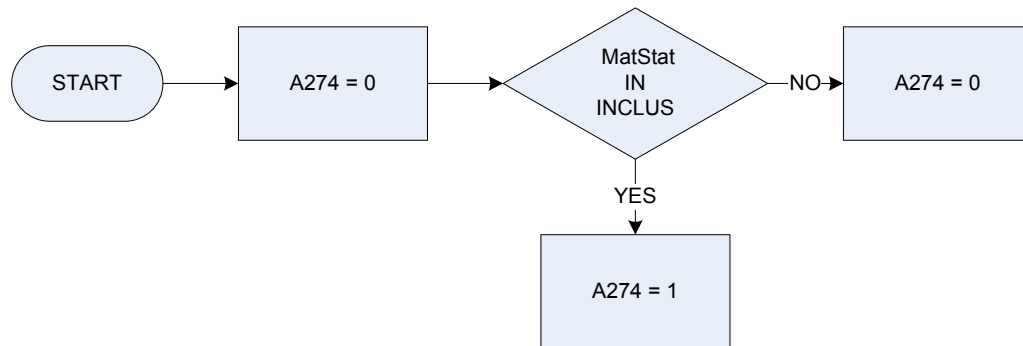 START
A274 = 0
MatStat
IN
INCLUS
NO
A274 = 0
YES
A274 = 1